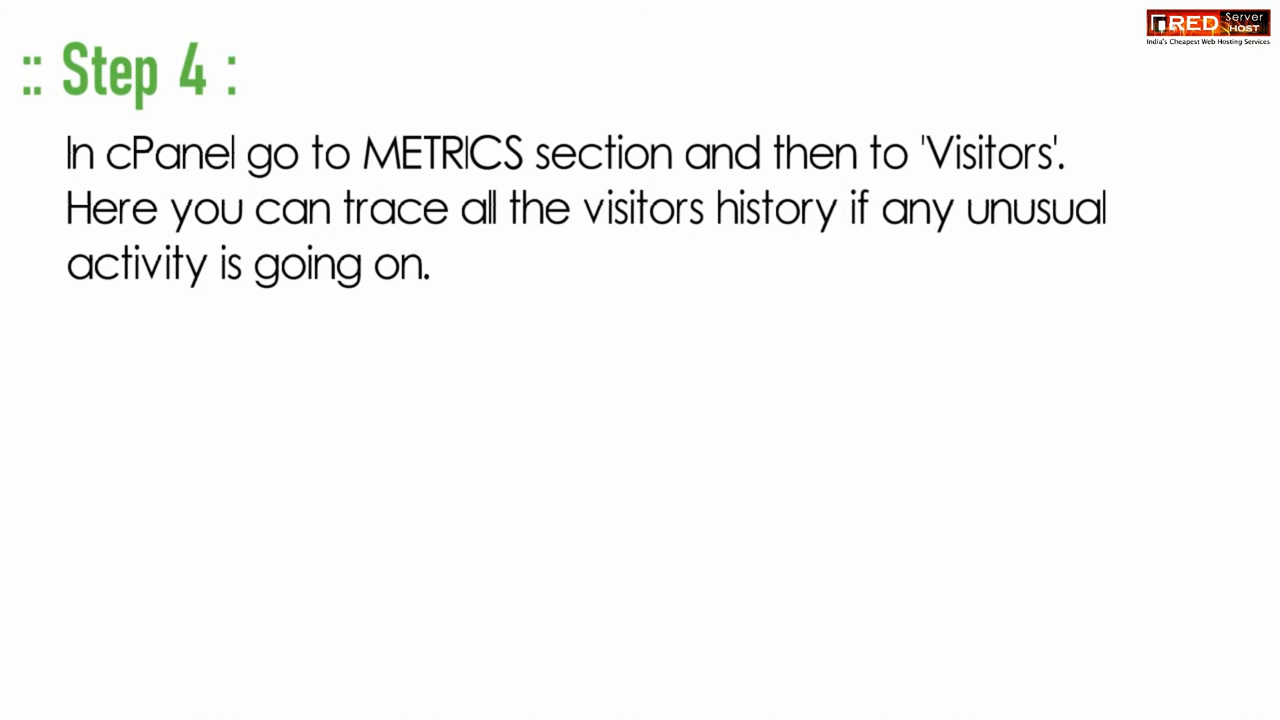 RED Server
HOST
India's Cheapest Web Hosting Services
:: Step 4 :
In cPanel go to METRICS section and then to 'Visitors'.
Here you can trace all the visitors history if any unusual
activity is going on.